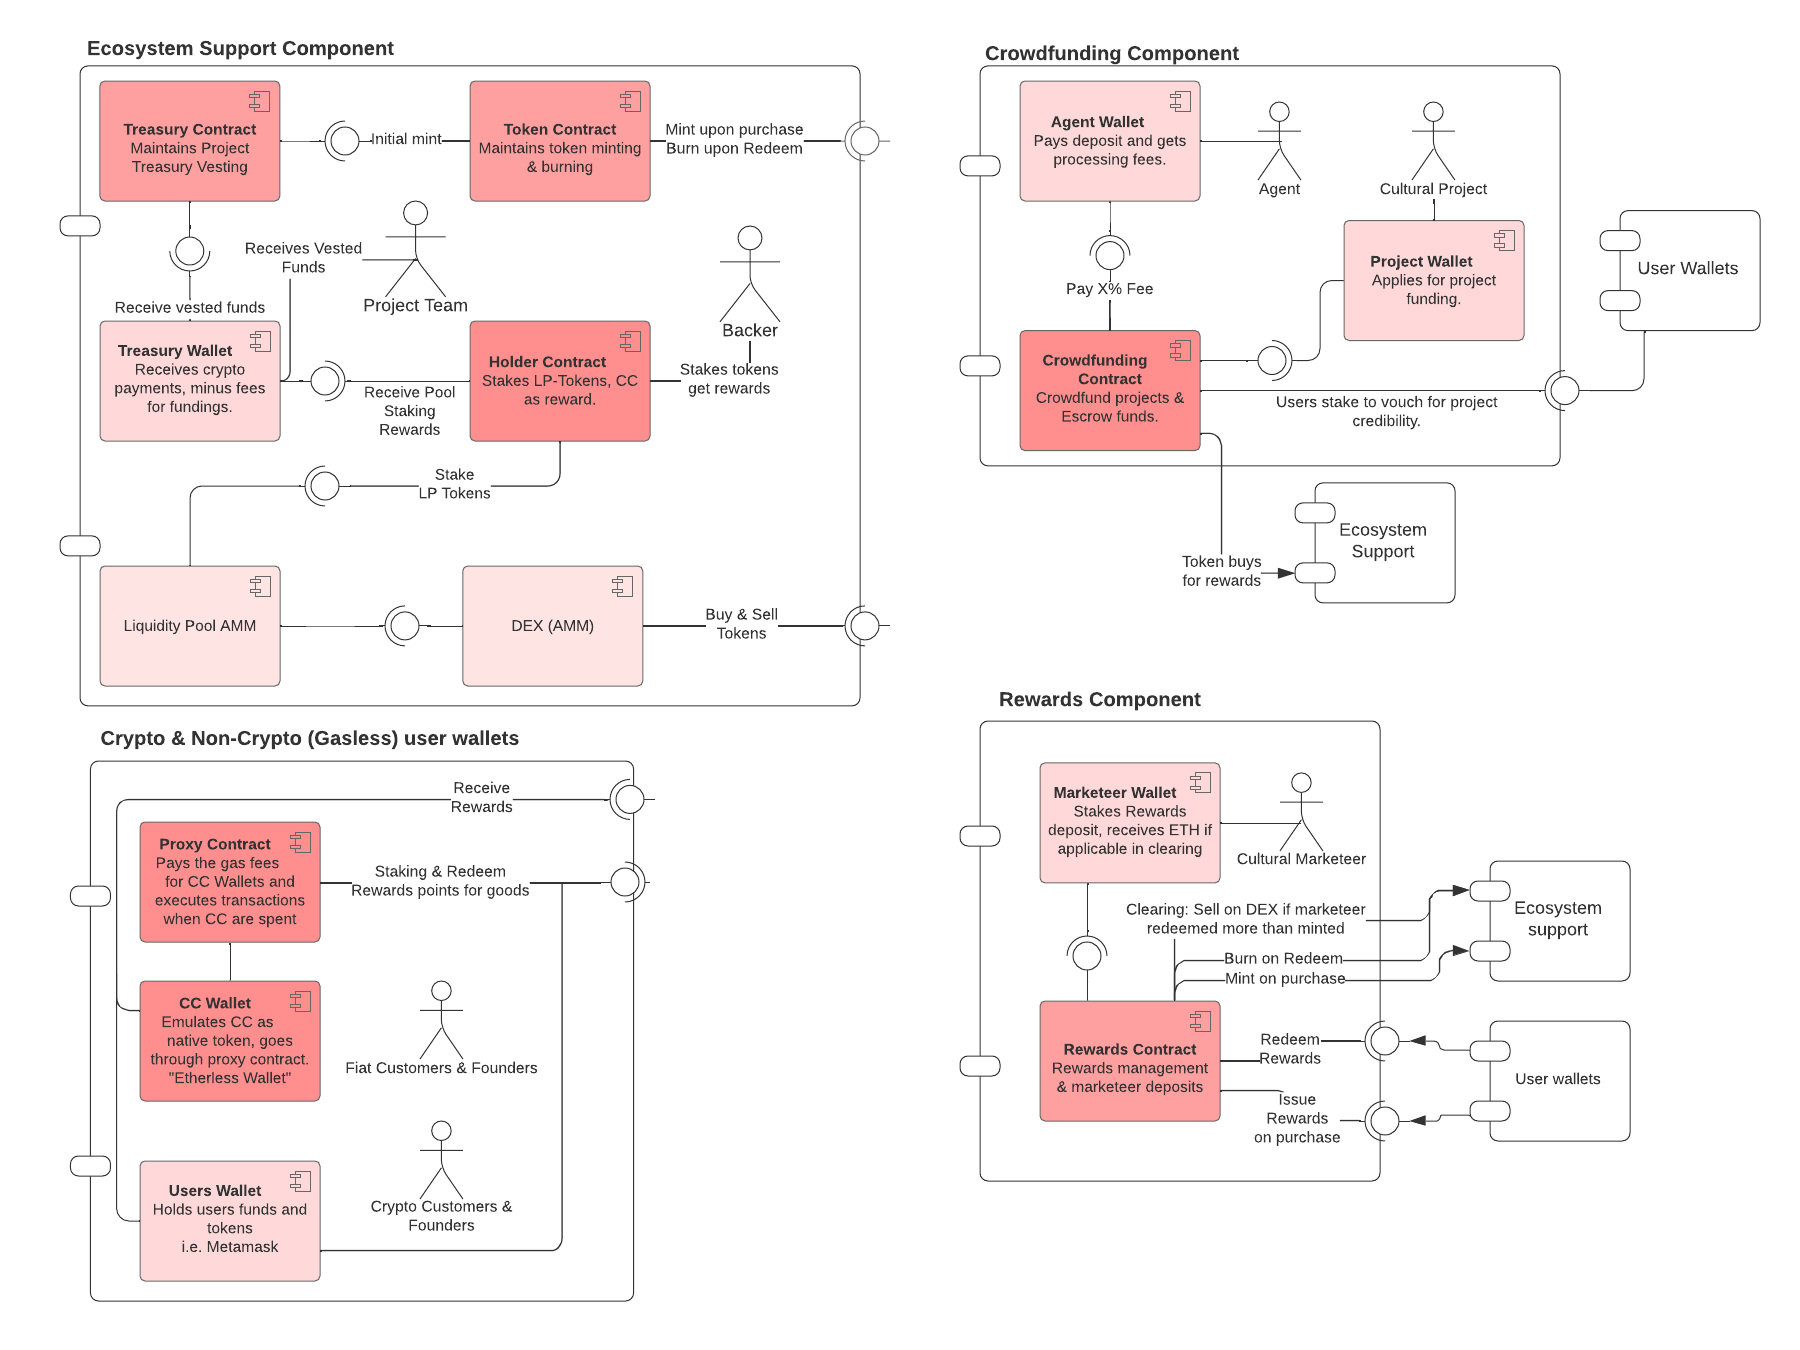 Ecosystem Support Component
Treasury Contract
Maintains Project
Treasury Vesting
Initial mint
Token Contract
Maintains token minting
& burning
Mint upon purchase
Burn upon Redeem
Receives Vested
Funds
Project Team
Receive vested funds
Backer
Treasury Wallet
Receives crypto
payments, minus fees
for fundings.
Receive Pool
Staking
Rewards
Holder Contract
Stakes LP-Tokens, CC
as reward.
Stakes tokens
get rewards
Stake
LP Tokens
Liquidity Pool AMM
DEX (AMM)
Buy & Sell
Tokens
Crowdfunding Component
Agent Wallet
Pays deposit and gets
processing fees.
Agent
Cultural Project
Project Wallet
Applies for project
funding.
User Wallets
Pay X% Fee
Crowdfunding
Contract
Crowdfund projects &
Escrow funds.
Users stake to vouch for project
credibility.
Ecosystem
Support
Token buys
for rewards
Crypto & Non-Crypto (Gasless) user wallets
Receive
Rewards
Proxy Contract
Pays the gas fees
for CC Wallets and
executes transactions
when CC are spent
Staking & Redeem
Rewards points for goods
CC Wallet
Emulates CC as
native token, goes
through proxy contract.
"Etherless Wallet"
Fiat Customers & Founders
Users Wallet
Holds users funds and
tokens
i.e. Metamask
Crypto Customers &
Founders
Rewards Component
Marketeer Wallet
Stakes Rewards
deposit, receives ETH if
applicable in clearing
Cultural Marketeer
Clearing: Sell on DEX if marketeer
redeemed more than minted
Burn on Redeem
Mint on purchase
Ecosystem
support
Rewards Contract
Rewards management
& marketeer deposits
Redeem
Rewards
Issue
Rewards
on purchase
User wallets